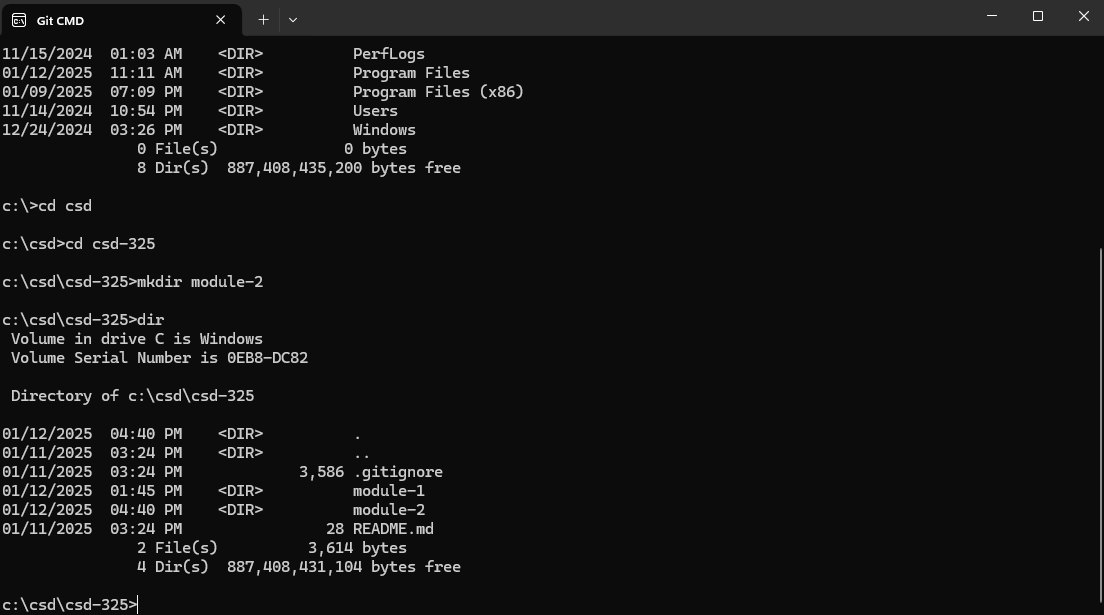 Git CMD
11/15/2024  01:03 AM    <DIR>          PerfLogs
01/12/2025  11:11 AM    <DIR>          Program Files
01/09/2025  07:09 PM    <DIR>          Program Files (x86)
11/14/2024  10:54 PM    <DIR>          Users
12/24/2024  03:26 PM    <DIR>          Windows
               0 File(s)              0 bytes
               8 Dir(s)  887,408,435,200 bytes free
c:\>cd csd
c:\csd>cd csd-325
c:\csd\csd-325>mkdir module-2
c:\csd\csd-325>dir
 Volume in drive C is Windows
 Volume Serial Number is 0EB8-DC82
 Directory of c:\csd\csd-325
01/12/2025  04:40 PM    <DIR>          .
01/11/2025  03:24 PM    <DIR>          ..
01/11/2025  03:24 PM             3,586 .gitignore
01/12/2025  01:45 PM    <DIR>          module-1
01/12/2025  04:40 PM    <DIR>          module-2
01/11/2025  03:24 PM                28 README.md
               2 File(s)          3,614 bytes
               4 Dir(s)  887,408,431,104 bytes free
c:\csd\csd-325>